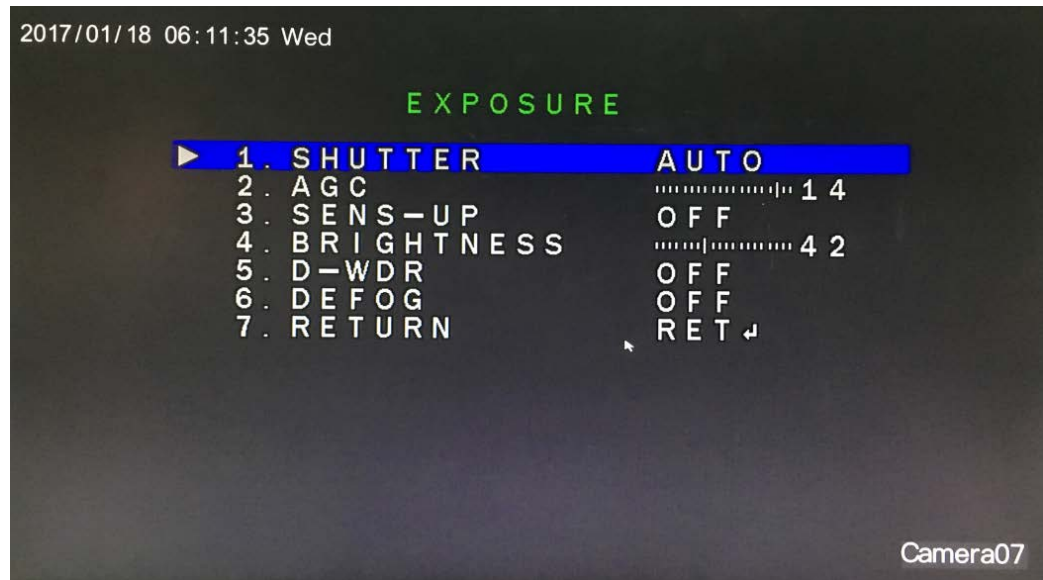 2017/01/18 06:11:35 Wed
EXPOSURE
1. SHUTTER AUTO
2. AGC 14
3. SENS-UP OFF
4. BRIGHTNESS 42
5. D-WDR OFF
6. DEFOG OFF
7. RETURN RET↲
Camera07